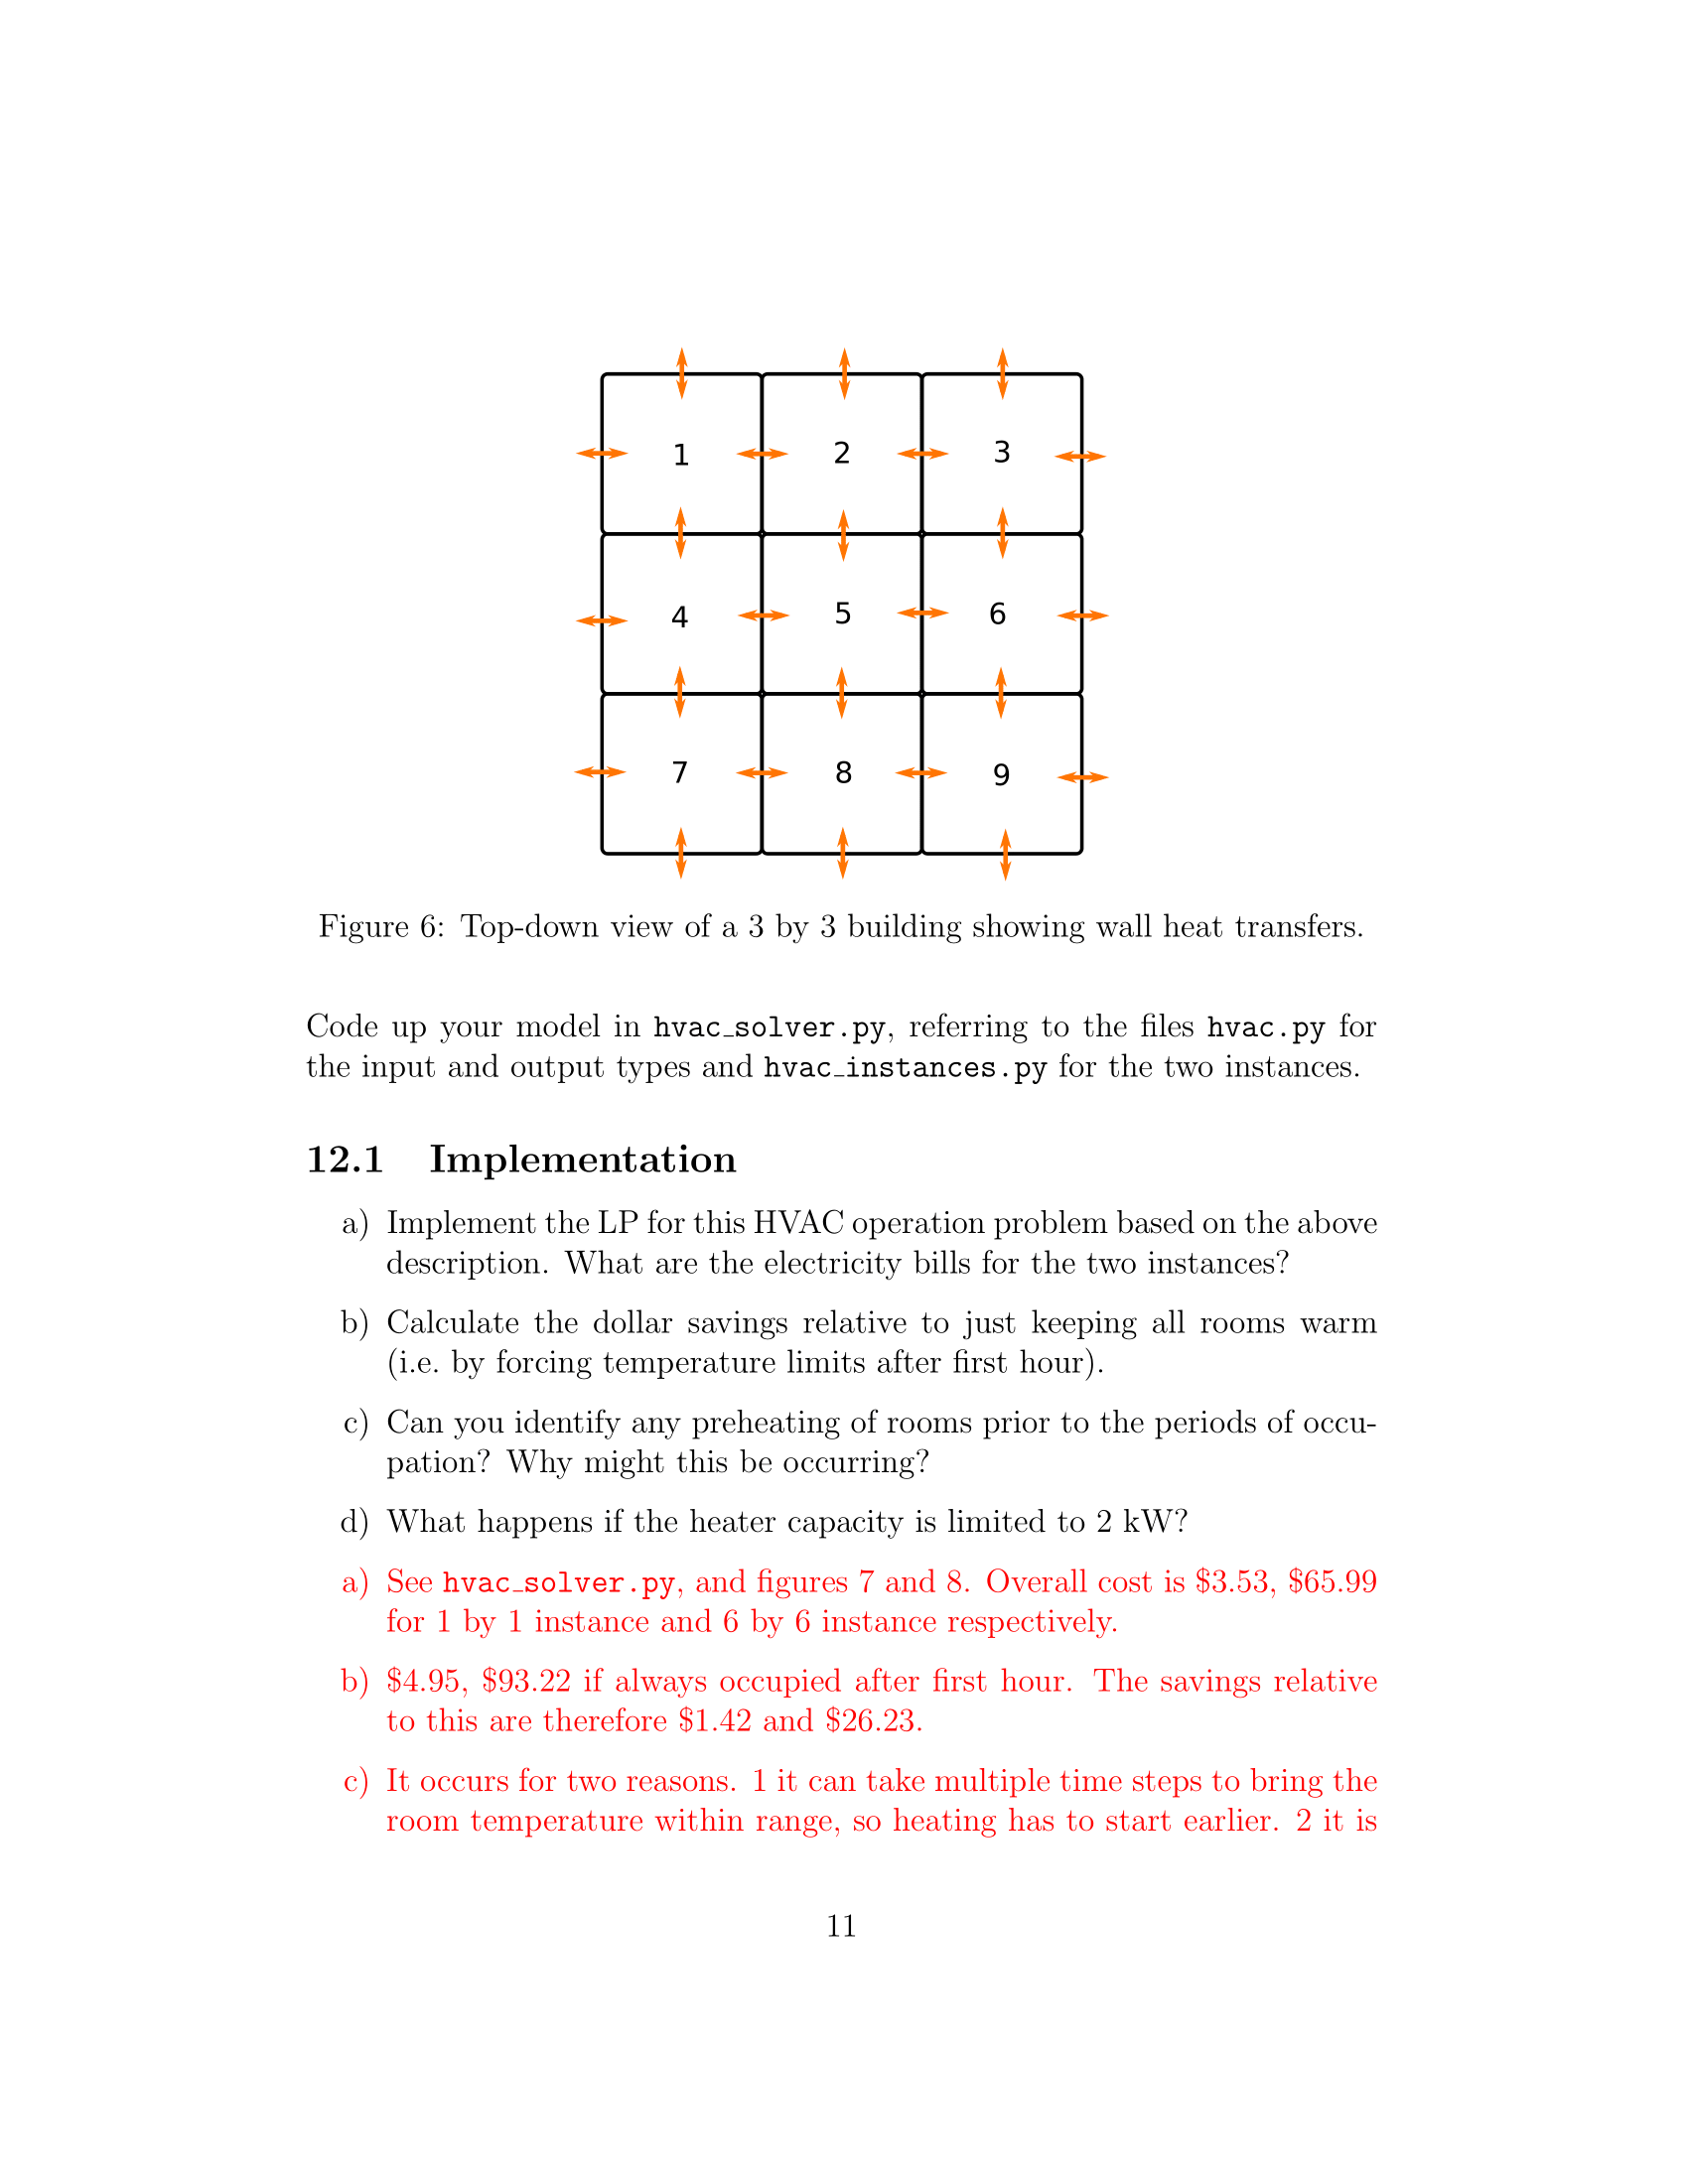 1 2 3
4 5 6
7 8 9
Figure 6: Top-down view of a 3 by 3 building showing wall heat transfers.
Code up your model in hvac_solver.py, referring to the files hvac.py for
the input and output types and hvac_instances.py for the two instances.
12.1 Implementation
a) Implement the LP for this HVAC operation problem based on the above
description. What are the electricity bills for the two instances?
b) Calculate the dollar savings relative to just keeping all rooms warm
(i.e. by forcing temperature limits after first hour).
c) Can you identify any preheating of rooms prior to the periods of occu-
pation? Why might this be occurring?
d) What happens if the heater capacity is limited to 2 kW?
a) See hvac_solver.py, and figures 7 and 8. Overall cost is $3.53, $65.99
for 1 by 1 instance and 6 by 6 instance respectively.
b) $4.95, $93.22 if always occupied after first hour. The savings relative
to this are therefore $1.42 and $26.23.
c) It occurs for two reasons. 1 it can take multiple time steps to bring the
room temperature within range, so heating has to start earlier. 2 it is
11